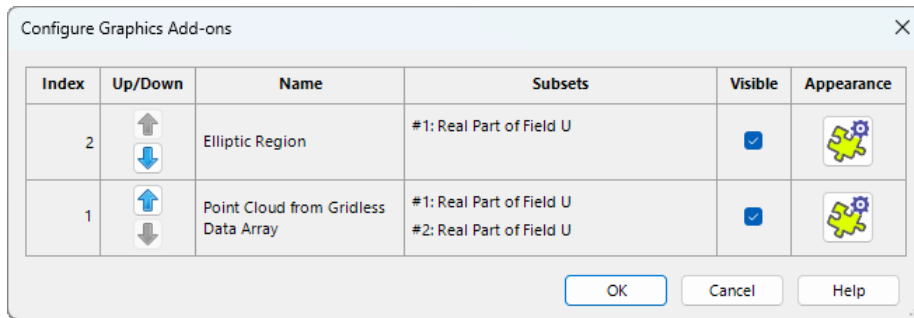 Configure Graphics Add-ons
Index Up/Down Name Subsets Visible Appearance
2 Elliptic Region #1: Real Part of Field U
1 Point Cloud from Gridless Data Array #1: Real Part of Field U
#2: Real Part of Field U
OK Cancel Help